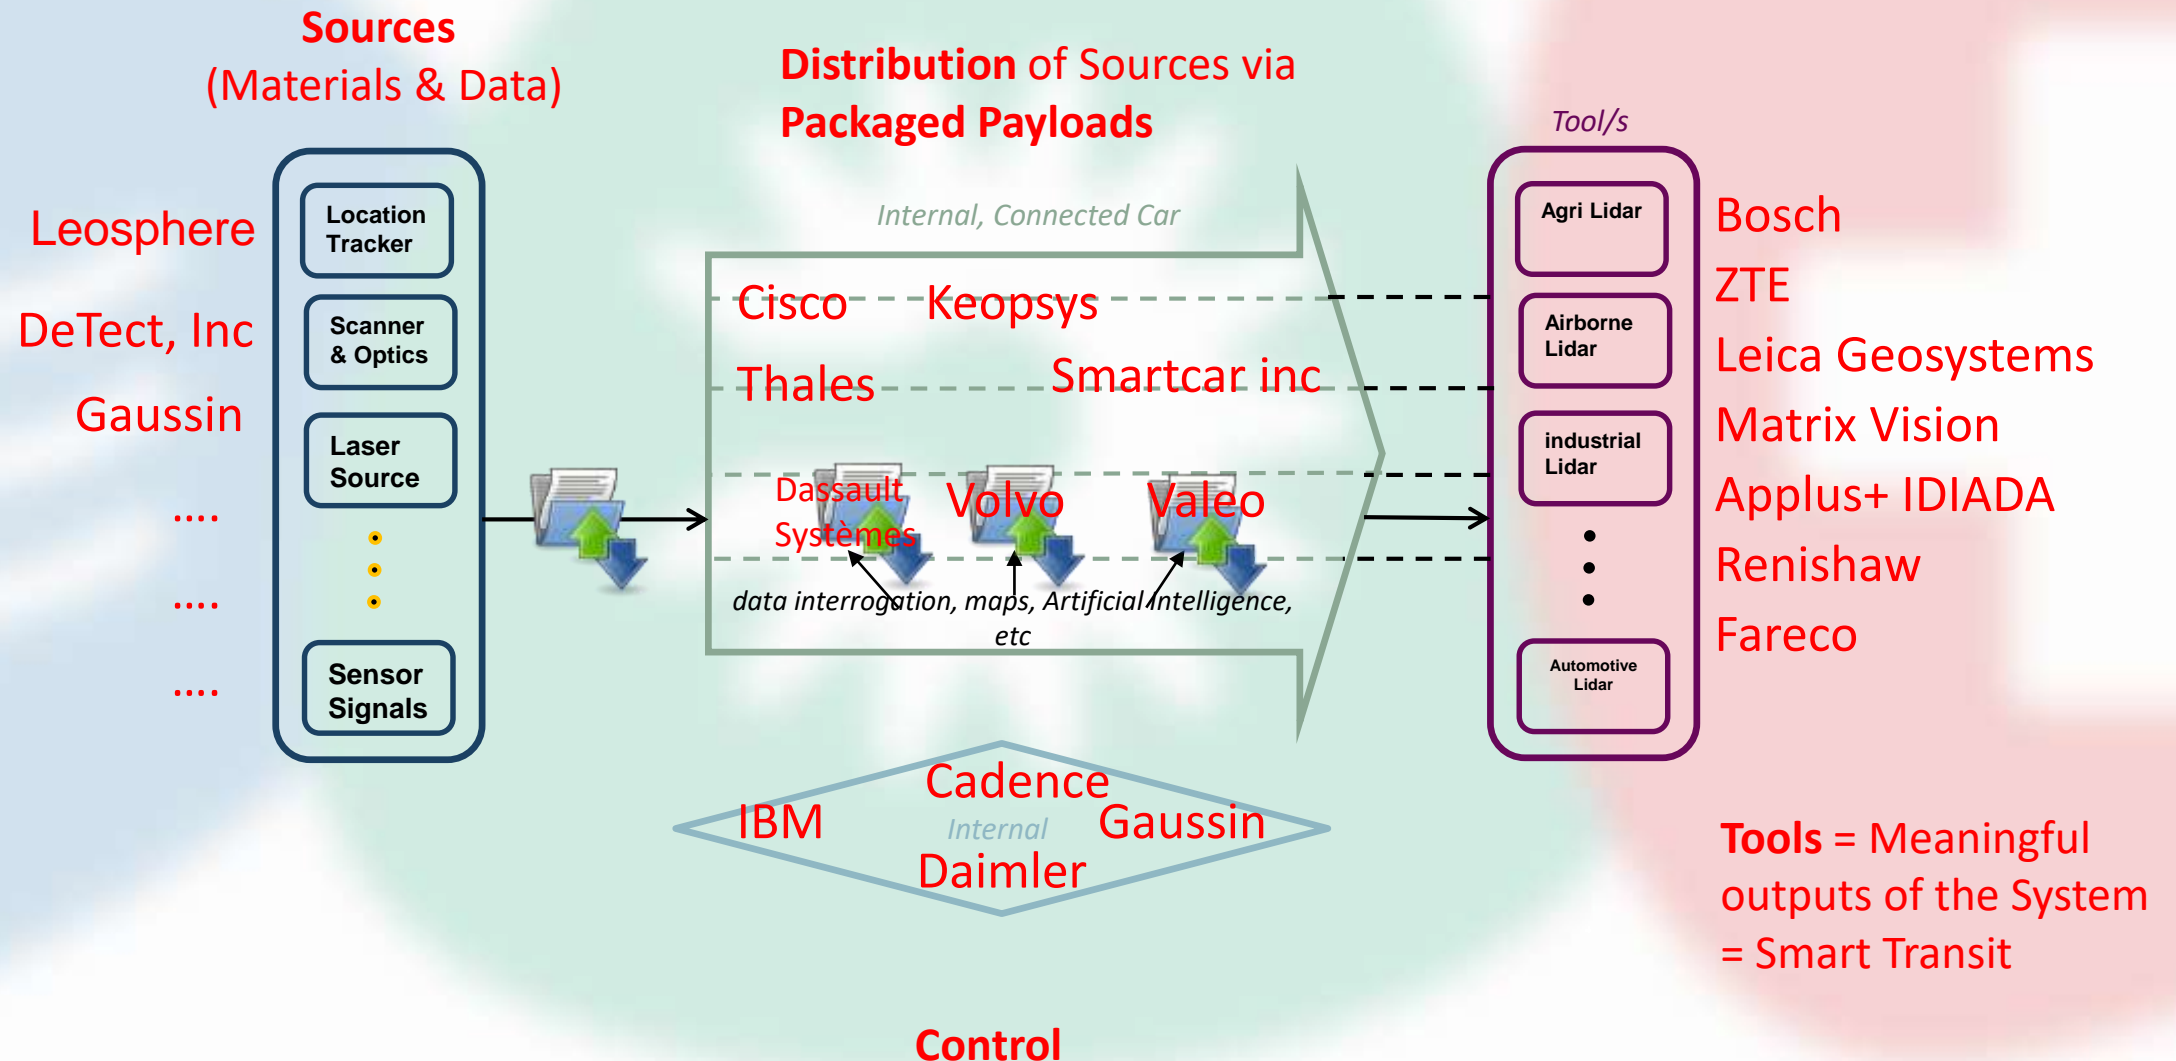 Sources
(Materials & Data)
Distribution of Sources via
Packaged Payloads
Tool/s
Leosphere
DeTect, Inc
Gaussin
....
....
....
Location
Tracker
Scanner
& Optics
Laser
Source
Sensor
Signals
Internal, Connected Car
Cisco
Keopsys
Thales
Smartcar inc
Dassault
Systèmes
Volvo
Valeo
data interrogation, maps, Artificial Intelligence,
etc
Agri Lidar
Airborne
Lidar
industrial
Lidar
Automotive
Lidar
Bosch
ZTE
Leica Geosystems
Matrix Vision
Applus+ IDIADA
Renishaw
Fareco
Cadence
IBM
Internal
Gaussin
Daimler
Tools = Meaningful
outputs of the System
= Smart Transit
Control